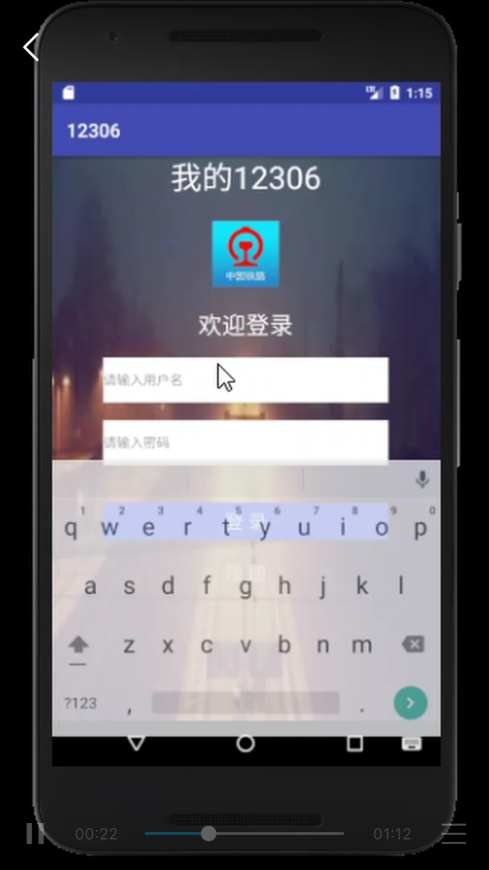 1:15
12306
我的12306
中国铁路
欢迎登录
请输入用户名
请输入密码
登录
1 2 3 4 5 6 7 8 9 0
q w e r t y u i o p
a s d f g h j k l
z x c v b n m
?123 , .
00:22 01:12